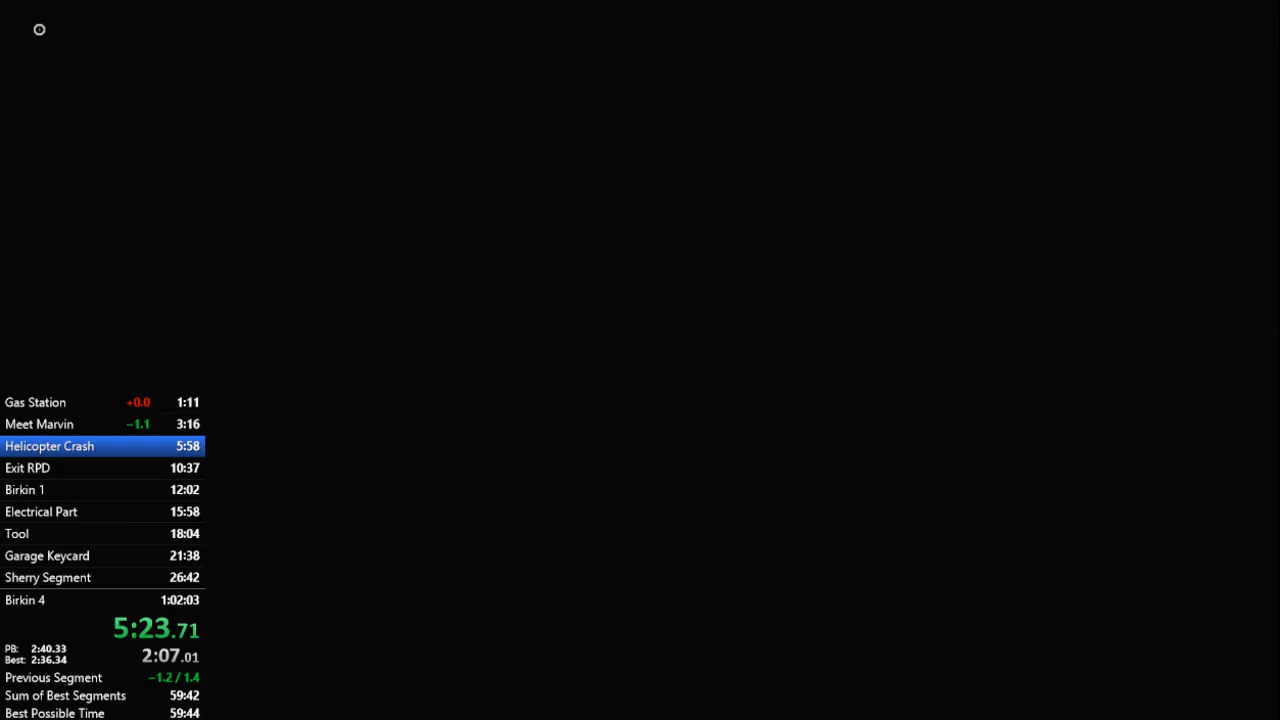 Gas Station +0.0 1:11
Meet Marvin −1.1 3:16
Helicopter Crash 5:58
Exit RPD 10:37
Birkin 1 12:02
Electrical Part 15:58
Tool 18:04
Garage Keycard 21:38
Sherry Segment 26:42
Birkin 4 1:02:03
5:23.71
PB: 2:40.33
Best: 2:36.34
2:07.01
Previous Segment −1.2 / 1.4
Sum of Best Segments 59:42
Best Possible Time 59:44